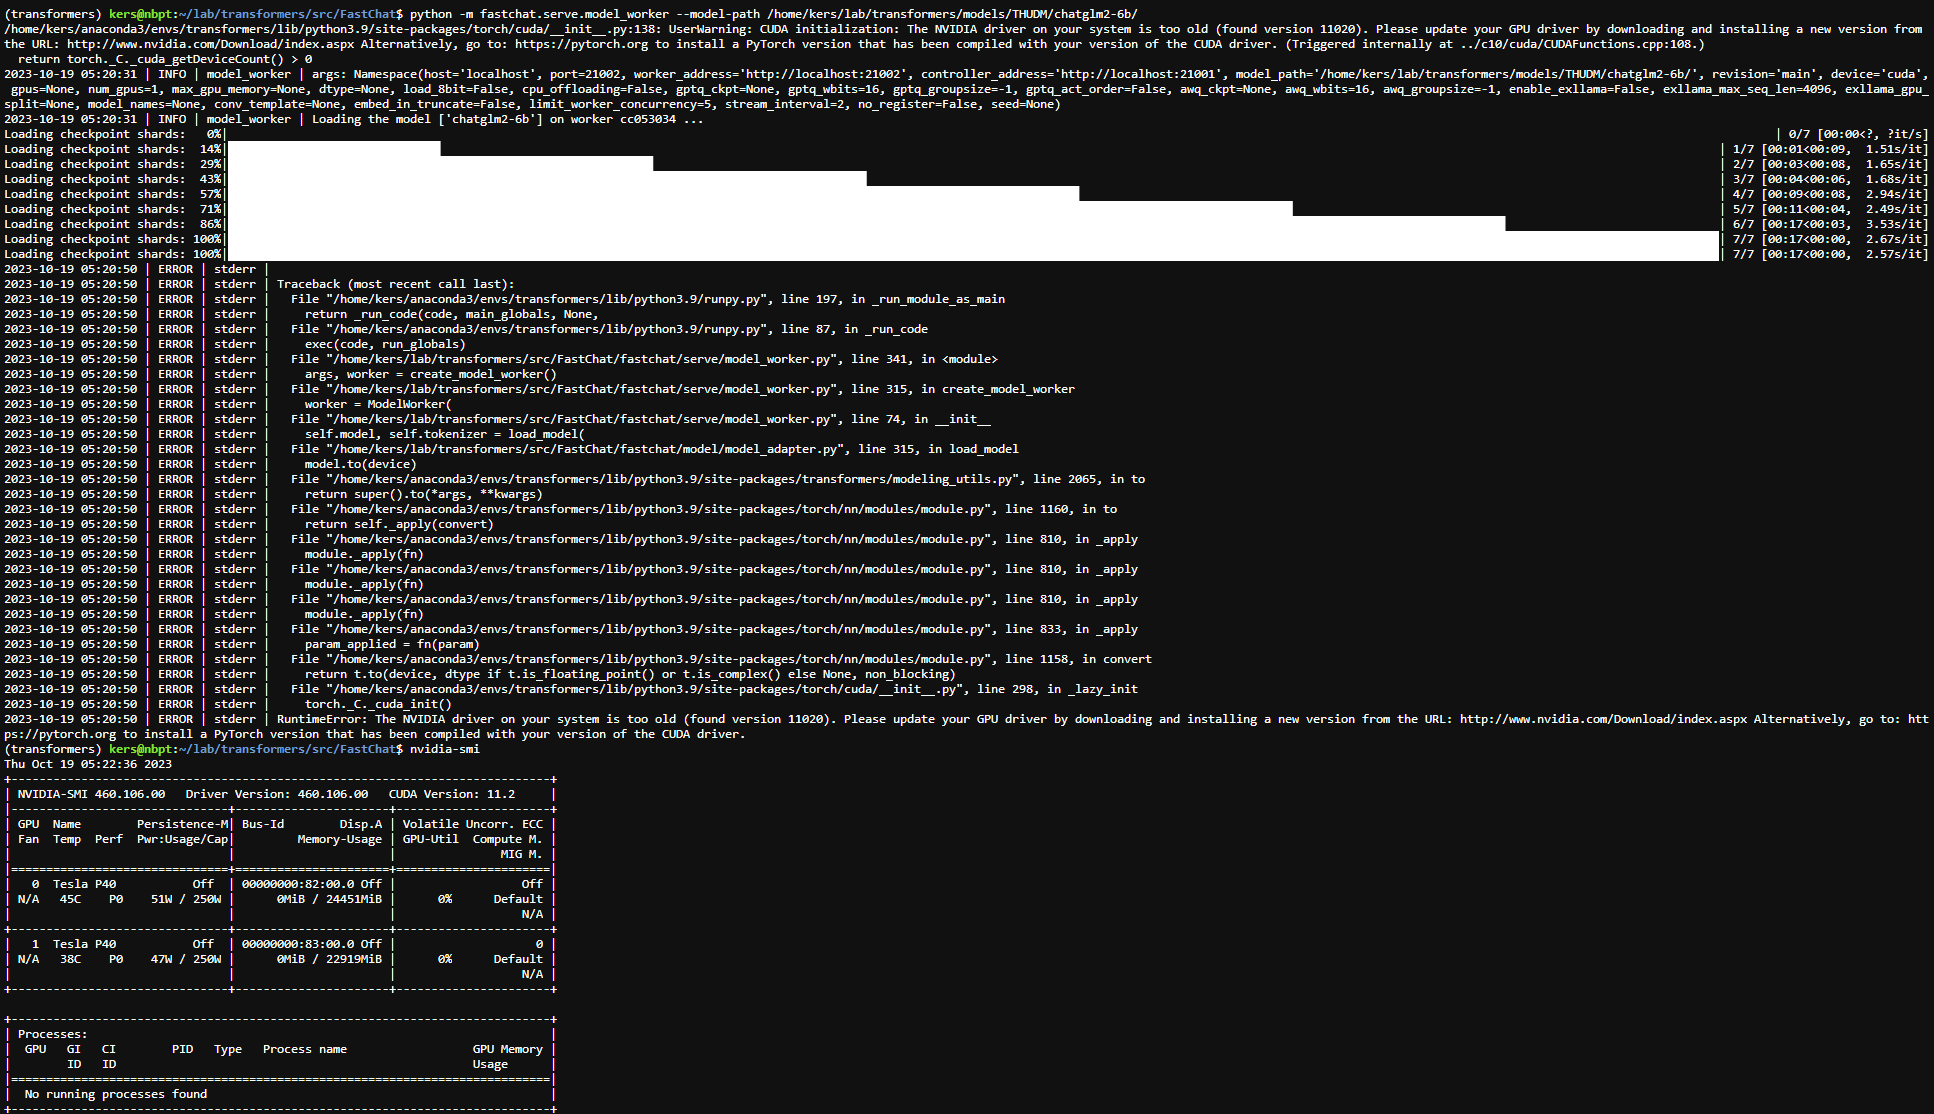 (transformers) kers@nbpt:~/lab/transformers/src/FastChat$ python -m fastchat.serve.model_worker --model-path /home/kers/lab/transformers/models/THUDM/chatglm2-6b/
/home/kers/anaconda3/envs/transformers/lib/python3.9/site-packages/torch/cuda/__init__.py:138: UserWarning: CUDA initialization: The NVIDIA driver on your system is too old (found version 11020). Please update your GPU driver by downloading and installing a new version from
the URL: http://www.nvidia.com/Download/index.aspx Alternatively, go to: https://pytorch.org to install a PyTorch version that has been compiled with your version of the CUDA driver. (Triggered internally at ../c10/cuda/CUDAFunctions.cpp:108.)
  return torch._C._cuda_getDeviceCount() > 0
2023-10-19 05:20:31 | INFO | model_worker | args: Namespace(host='localhost', port=21002, worker_address='http://localhost:21002', controller_address='http://localhost:21001', model_path='/home/kers/lab/transformers/models/THUDM/chatglm2-6b/', revision='main', device='cuda',
 gpus=None, num_gpus=1, max_gpu_memory=None, dtype=None, load_8bit=False, cpu_offloading=False, gptq_ckpt=None, gptq_wbits=16, gptq_groupsize=-1, gptq_act_order=False, awq_ckpt=None, awq_wbits=16, awq_groupsize=-1, enable_exllama=False, exllama_max_seq_len=4096, exllama_gpu_
split=None, model_names=None, conv_template=None, embed_in_truncate=False, limit_worker_concurrency=5, stream_interval=2, no_register=False, seed=None)
2023-10-19 05:20:31 | INFO | model_worker | Loading the model ['chatglm2-6b'] on worker cc053034 ...
Loading checkpoint shards:   0%| | 0/7 [00:00<?, ?it/s]
Loading checkpoint shards:  14%| | 1/7 [00:01<00:09,  1.51s/it]
Loading checkpoint shards:  29%| | 2/7 [00:03<00:08,  1.65s/it]
Loading checkpoint shards:  43%| | 3/7 [00:04<00:06,  1.68s/it]
Loading checkpoint shards:  57%| | 4/7 [00:09<00:08,  2.94s/it]
Loading checkpoint shards:  71%| | 5/7 [00:11<00:04,  2.49s/it]
Loading checkpoint shards:  86%| | 6/7 [00:17<00:03,  3.53s/it]
Loading checkpoint shards: 100%| | 7/7 [00:17<00:00,  2.67s/it]
Loading checkpoint shards: 100%| | 7/7 [00:17<00:00,  2.57s/it]
2023-10-19 05:20:50 | ERROR | stderr |
2023-10-19 05:20:50 | ERROR | stderr | Traceback (most recent call last):
2023-10-19 05:20:50 | ERROR | stderr |   File "/home/kers/anaconda3/envs/transformers/lib/python3.9/runpy.py", line 197, in _run_module_as_main
2023-10-19 05:20:50 | ERROR | stderr |     return _run_code(code, main_globals, None,
2023-10-19 05:20:50 | ERROR | stderr |   File "/home/kers/anaconda3/envs/transformers/lib/python3.9/runpy.py", line 87, in _run_code
2023-10-19 05:20:50 | ERROR | stderr |     exec(code, run_globals)
2023-10-19 05:20:50 | ERROR | stderr |   File "/home/kers/lab/transformers/src/FastChat/fastchat/serve/model_worker.py", line 341, in <module>
2023-10-19 05:20:50 | ERROR | stderr |     args, worker = create_model_worker()
2023-10-19 05:20:50 | ERROR | stderr |   File "/home/kers/lab/transformers/src/FastChat/fastchat/serve/model_worker.py", line 315, in create_model_worker
2023-10-19 05:20:50 | ERROR | stderr |     worker = ModelWorker(
2023-10-19 05:20:50 | ERROR | stderr |   File "/home/kers/lab/transformers/src/FastChat/fastchat/serve/model_worker.py", line 74, in __init__
2023-10-19 05:20:50 | ERROR | stderr |     self.model, self.tokenizer = load_model(
2023-10-19 05:20:50 | ERROR | stderr |   File "/home/kers/lab/transformers/src/FastChat/fastchat/model/model_adapter.py", line 315, in load_model
2023-10-19 05:20:50 | ERROR | stderr |     model.to(device)
2023-10-19 05:20:50 | ERROR | stderr |   File "/home/kers/anaconda3/envs/transformers/lib/python3.9/site-packages/transformers/modeling_utils.py", line 2065, in to
2023-10-19 05:20:50 | ERROR | stderr |     return super().to(*args, **kwargs)
2023-10-19 05:20:50 | ERROR | stderr |   File "/home/kers/anaconda3/envs/transformers/lib/python3.9/site-packages/torch/nn/modules/module.py", line 1160, in to
2023-10-19 05:20:50 | ERROR | stderr |     return self._apply(convert)
2023-10-19 05:20:50 | ERROR | stderr |   File "/home/kers/anaconda3/envs/transformers/lib/python3.9/site-packages/torch/nn/modules/module.py", line 810, in _apply
2023-10-19 05:20:50 | ERROR | stderr |     module._apply(fn)
2023-10-19 05:20:50 | ERROR | stderr |   File "/home/kers/anaconda3/envs/transformers/lib/python3.9/site-packages/torch/nn/modules/module.py", line 810, in _apply
2023-10-19 05:20:50 | ERROR | stderr |     module._apply(fn)
2023-10-19 05:20:50 | ERROR | stderr |   File "/home/kers/anaconda3/envs/transformers/lib/python3.9/site-packages/torch/nn/modules/module.py", line 810, in _apply
2023-10-19 05:20:50 | ERROR | stderr |     module._apply(fn)
2023-10-19 05:20:50 | ERROR | stderr |   File "/home/kers/anaconda3/envs/transformers/lib/python3.9/site-packages/torch/nn/modules/module.py", line 833, in _apply
2023-10-19 05:20:50 | ERROR | stderr |     param_applied = fn(param)
2023-10-19 05:20:50 | ERROR | stderr |   File "/home/kers/anaconda3/envs/transformers/lib/python3.9/site-packages/torch/nn/modules/module.py", line 1158, in convert
2023-10-19 05:20:50 | ERROR | stderr |     return t.to(device, dtype if t.is_floating_point() or t.is_complex() else None, non_blocking)
2023-10-19 05:20:50 | ERROR | stderr |   File "/home/kers/anaconda3/envs/transformers/lib/python3.9/site-packages/torch/cuda/__init__.py", line 298, in _lazy_init
2023-10-19 05:20:50 | ERROR | stderr |     torch._C._cuda_init()
2023-10-19 05:20:50 | ERROR | stderr | RuntimeError: The NVIDIA driver on your system is too old (found version 11020). Please update your GPU driver by downloading and installing a new version from the URL: http://www.nvidia.com/Download/index.aspx Alternatively, go to: htt
ps://pytorch.org to install a PyTorch version that has been compiled with your version of the CUDA driver.
(transformers) kers@nbpt:~/lab/transformers/src/FastChat$ nvidia-smi
Thu Oct 19 05:22:36 2023
+-----------------------------------------------------------------------------+
| NVIDIA-SMI 460.106.00   Driver Version: 460.106.00   CUDA Version: 11.2     |
|-------------------------------+----------------------+----------------------+
| GPU  Name        Persistence-M| Bus-Id        Disp.A | Volatile Uncorr. ECC |
| Fan  Temp  Perf  Pwr:Usage/Cap|         Memory-Usage | GPU-Util  Compute M. |
|                               |                      |               MIG M. |
|===============================+======================+======================|
|   0  Tesla P40           Off  | 00000000:82:00.0 Off |                  Off |
| N/A   45C    P0    51W / 250W |      0MiB / 24451MiB |      0%      Default |
|                               |                      |                  N/A |
+-------------------------------+----------------------+----------------------+
|   1  Tesla P40           Off  | 00000000:83:00.0 Off |                    0 |
| N/A   38C    P0    47W / 250W |      0MiB / 22919MiB |      0%      Default |
|                               |                      |                  N/A |
+-------------------------------+----------------------+----------------------+
+-----------------------------------------------------------------------------+
| Processes:                                                                  |
|  GPU   GI   CI        PID   Type   Process name                  GPU Memory |
|        ID   ID                                                   Usage      |
|=============================================================================|
|  No running processes found                                                 |
+-----------------------------------------------------------------------------+